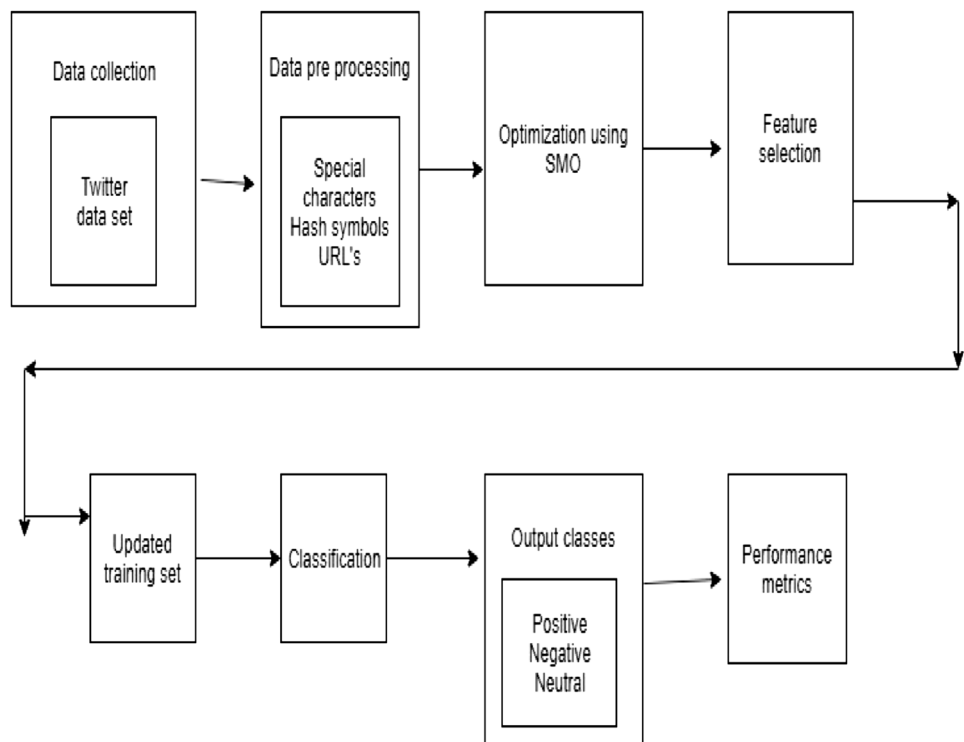 Data collection
Twitter
data set
Data pre processing
Special
characters
Hash symbols
URL's
Optimization using
SMO
Feature
selection
Updated
training set
Classification
Output classes
Positive
Negative
Neutral
Performance
metrics